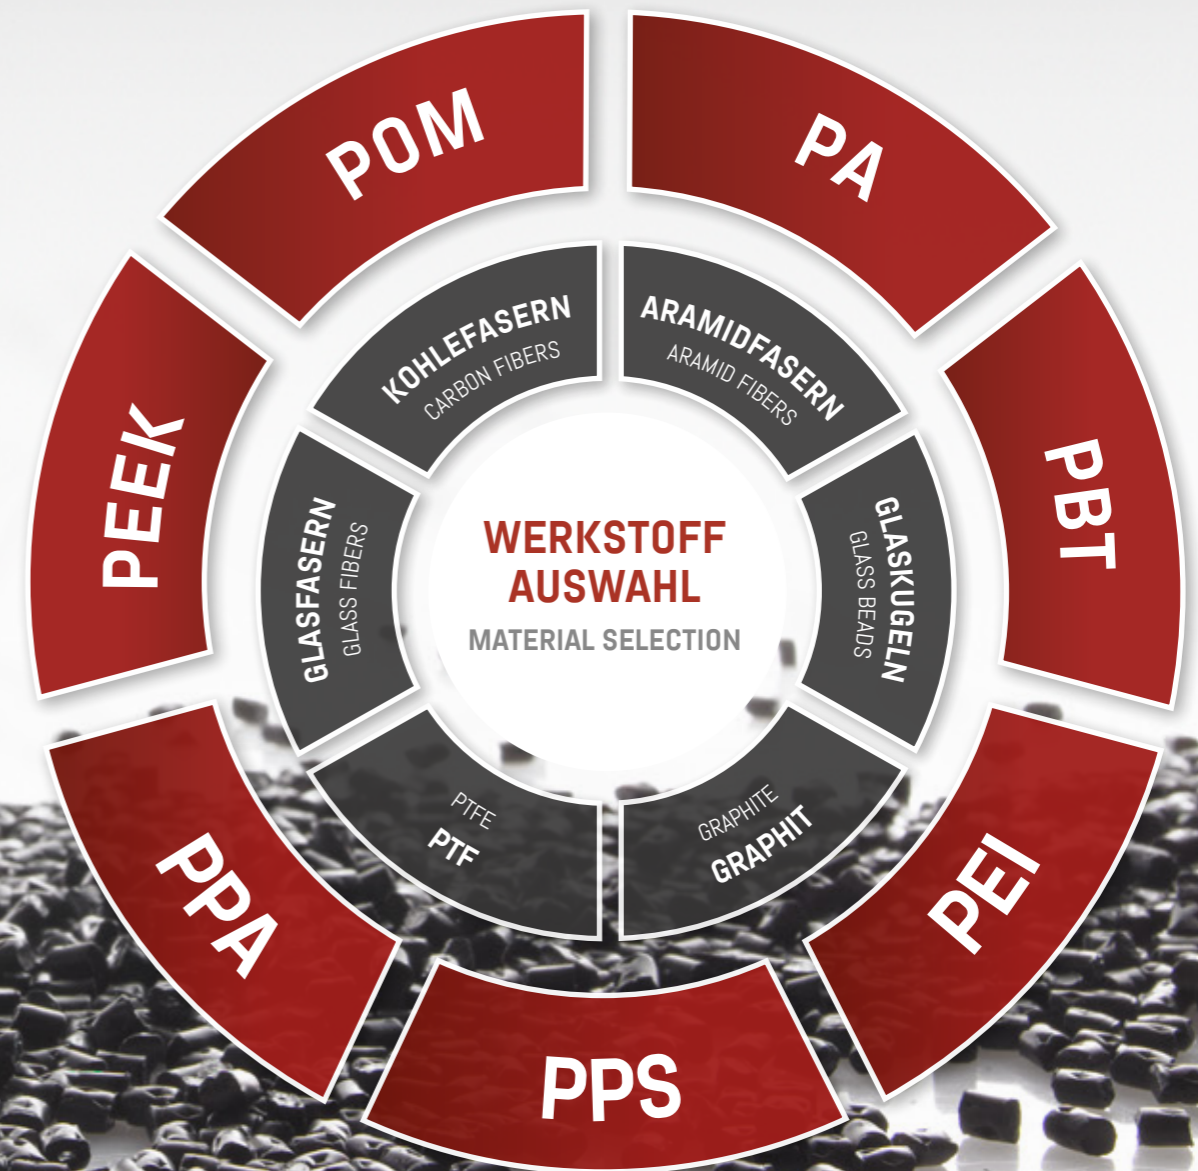 POM
PA
PBT
PEI
PPS
PPA
PEEK
KOHLEFASERN
CARBON FIBERS
ARAMIDFASERN
ARAMID FIBERS
GLASKUGELN
GLASS BEADS
GRAPHITE
GRAPHIT
PTFE
PTF
GLASFASERN
GLASS FIBERS
WERKSTOFF
AUSWAHL
MATERIAL SELECTION